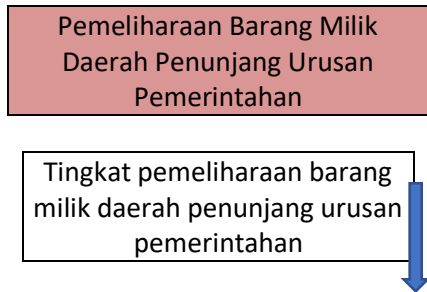 Pemeliharaan Barang Milik
Daerah Penunjang Urusan
Pemerintahan
Tingkat pemeliharaan barang
milik daerah penunjang urusan
pemerintahan